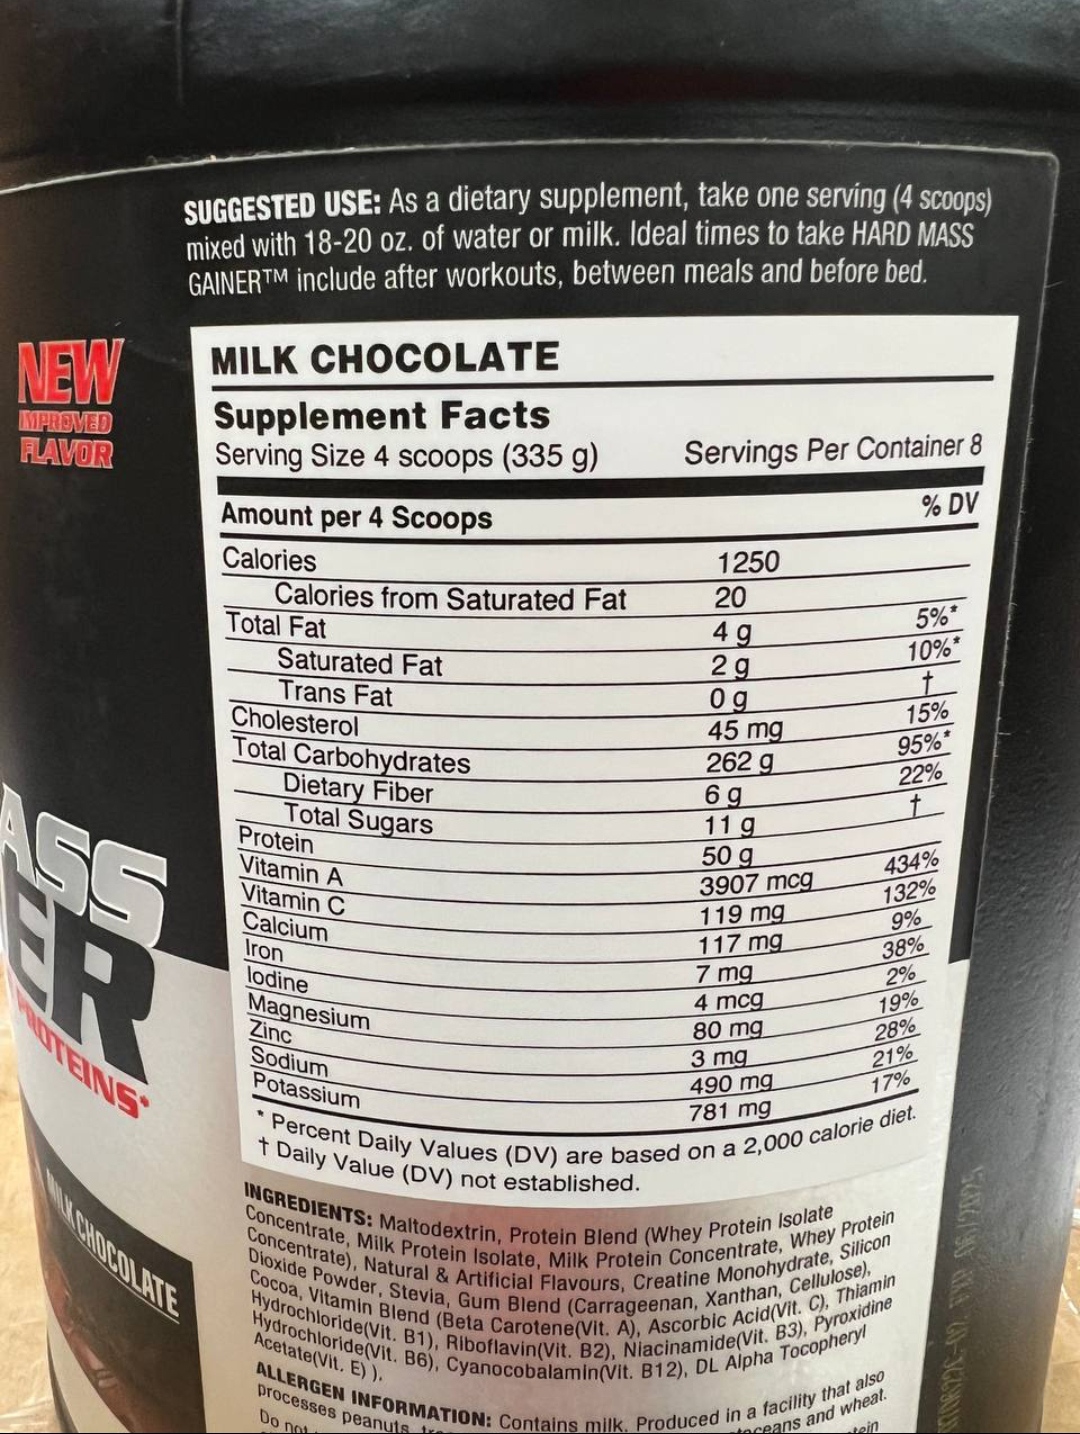 SUGGESTED USE: As a dietary supplement, take one serving (4 scoops)
mixed with 18-20 oz. of water or milk. Ideal times to take HARD MASS
GAINER™ include after workouts, between meals and before bed.
NEW
IMPROVED
FLAVOR
MILK CHOCOLATE
Supplement Facts
Serving Size 4 scoops (335 g) Servings Per Container 8
Amount per 4 Scoops % DV
Calories 1250
Calories from Saturated Fat 20
Total Fat 4 g 5%*
Saturated Fat 2 g 10%*
Trans Fat 0 g †
Cholesterol 45 mg 15%
Total Carbohydrates 262 g 95%*
Dietary Fiber 6 g 22%
Total Sugars 11 g †
Protein 50 g
Vitamin A 3907 mcg 434%
Vitamin C 119 mg 132%
Calcium 117 mg 9%
Iron 7 mg 38%
Iodine 4 mcg 2%
Magnesium 80 mg 19%
Zinc 3 mg 28%
Sodium 490 mg 21%
Potassium 781 mg 17%
* Percent Daily Values (DV) are based on a 2,000 calorie diet.
† Daily Value (DV) not established.
ASS
ER
PROTEINS*
MILK CHOCOLATE
INGREDIENTS: Maltodextrin, Protein Blend (Whey Protein Isolate
Concentrate, Milk Protein Isolate, Milk Protein Concentrate, Whey Protein
Concentrate), Natural & Artificial Flavours, Creatine Monohydrate, Silicon
Dioxide Powder, Stevia, Gum Blend (Carrageenan, Xanthan, Cellulose),
Cocoa, Vitamin Blend (Beta Carotene(Vit. A), Ascorbic Acid(Vit. C), Thiamin
Hydrochloride(Vit. B1), Riboflavin(Vit. B2), Niacinamide(Vit. B3), Pyroxidine
Hydrochloride(Vit. B6), Cyanocobalamin(Vit. B12), DL Alpha Tocopheryl
Acetate(Vit. E) ).
ALLERGEN INFORMATION: Contains milk. Produced in a facility that also
processes peanuts, and wheat.
Do not